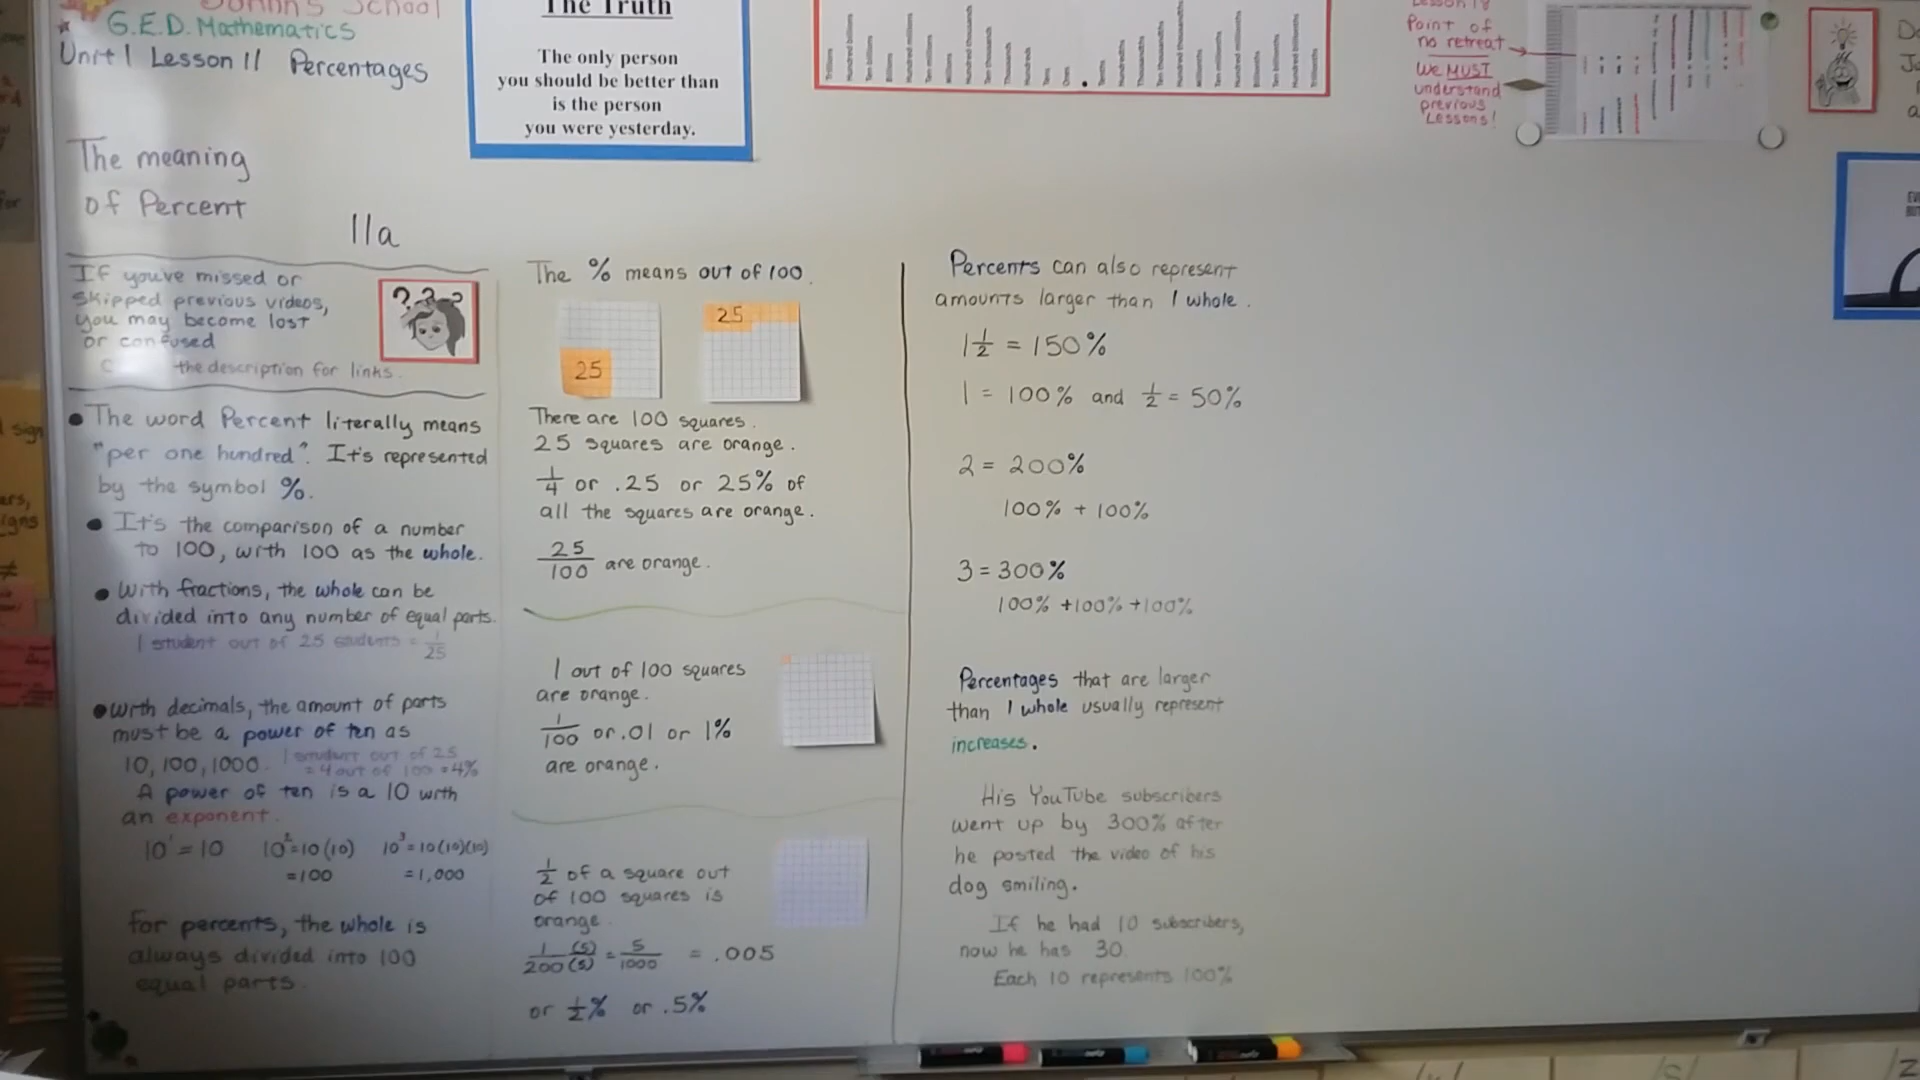 School
G.E.D. Mathematics
Unit 1 Lesson 11 Percentages
The meaning
of Percent
11a
If you've missed or
skipped previous videos,
you may become lost
or confused
the description for links.
? ? ?
• The word Percent literally means
"per one hundred". It's represented
by the symbol %.
• It's the comparison of a number
to 100, with 100 as the whole.
• With fractions, the whole can be
divided into any number of equal parts.
1 student out of 25 students = 1/25
• With decimals, the amount of parts
must be a power of ten as
10, 100, 1000.
1 student out of 25
= 4 out of 100 = 4%
A power of ten is a 10 with
an exponent.
10¹ = 10 10² = 10(10) 10³ = 10(10)(10)
= 100 = 1,000
For percents, the whole is
always divided into 100
equal parts.
The Truth
The only person
you should be better than
is the person
you were yesterday.
The % means out of 100.
25
25
There are 100 squares.
25 squares are orange.
1/4 or .25 or 25% of
all the squares are orange.
25/100 are orange.
1 out of 100 squares
are orange.
1/100 or .01 or 1%
are orange.
1/2 of a square out
of 100 squares is
orange.
1/200 (5)/(5) = 5/1000 = .005
or 1/2% or .5%
Percents can also represent
amounts larger than 1 whole.
1 1/2 = 150%
1 = 100% and 1/2 = 50%
2 = 200%
100% + 100%
3 = 300%
100% + 100% + 100%
Percentages that are larger
than 1 whole usually represent
increases.
His YouTube subscribers
went up by 300% after
he posted the video of his
dog smiling.
If he had 10 subscribers,
now he has 30.
Each 10 represents 100%
Lesson 18
Point of
no retreat
We MUST
understand
previous
Lessons!